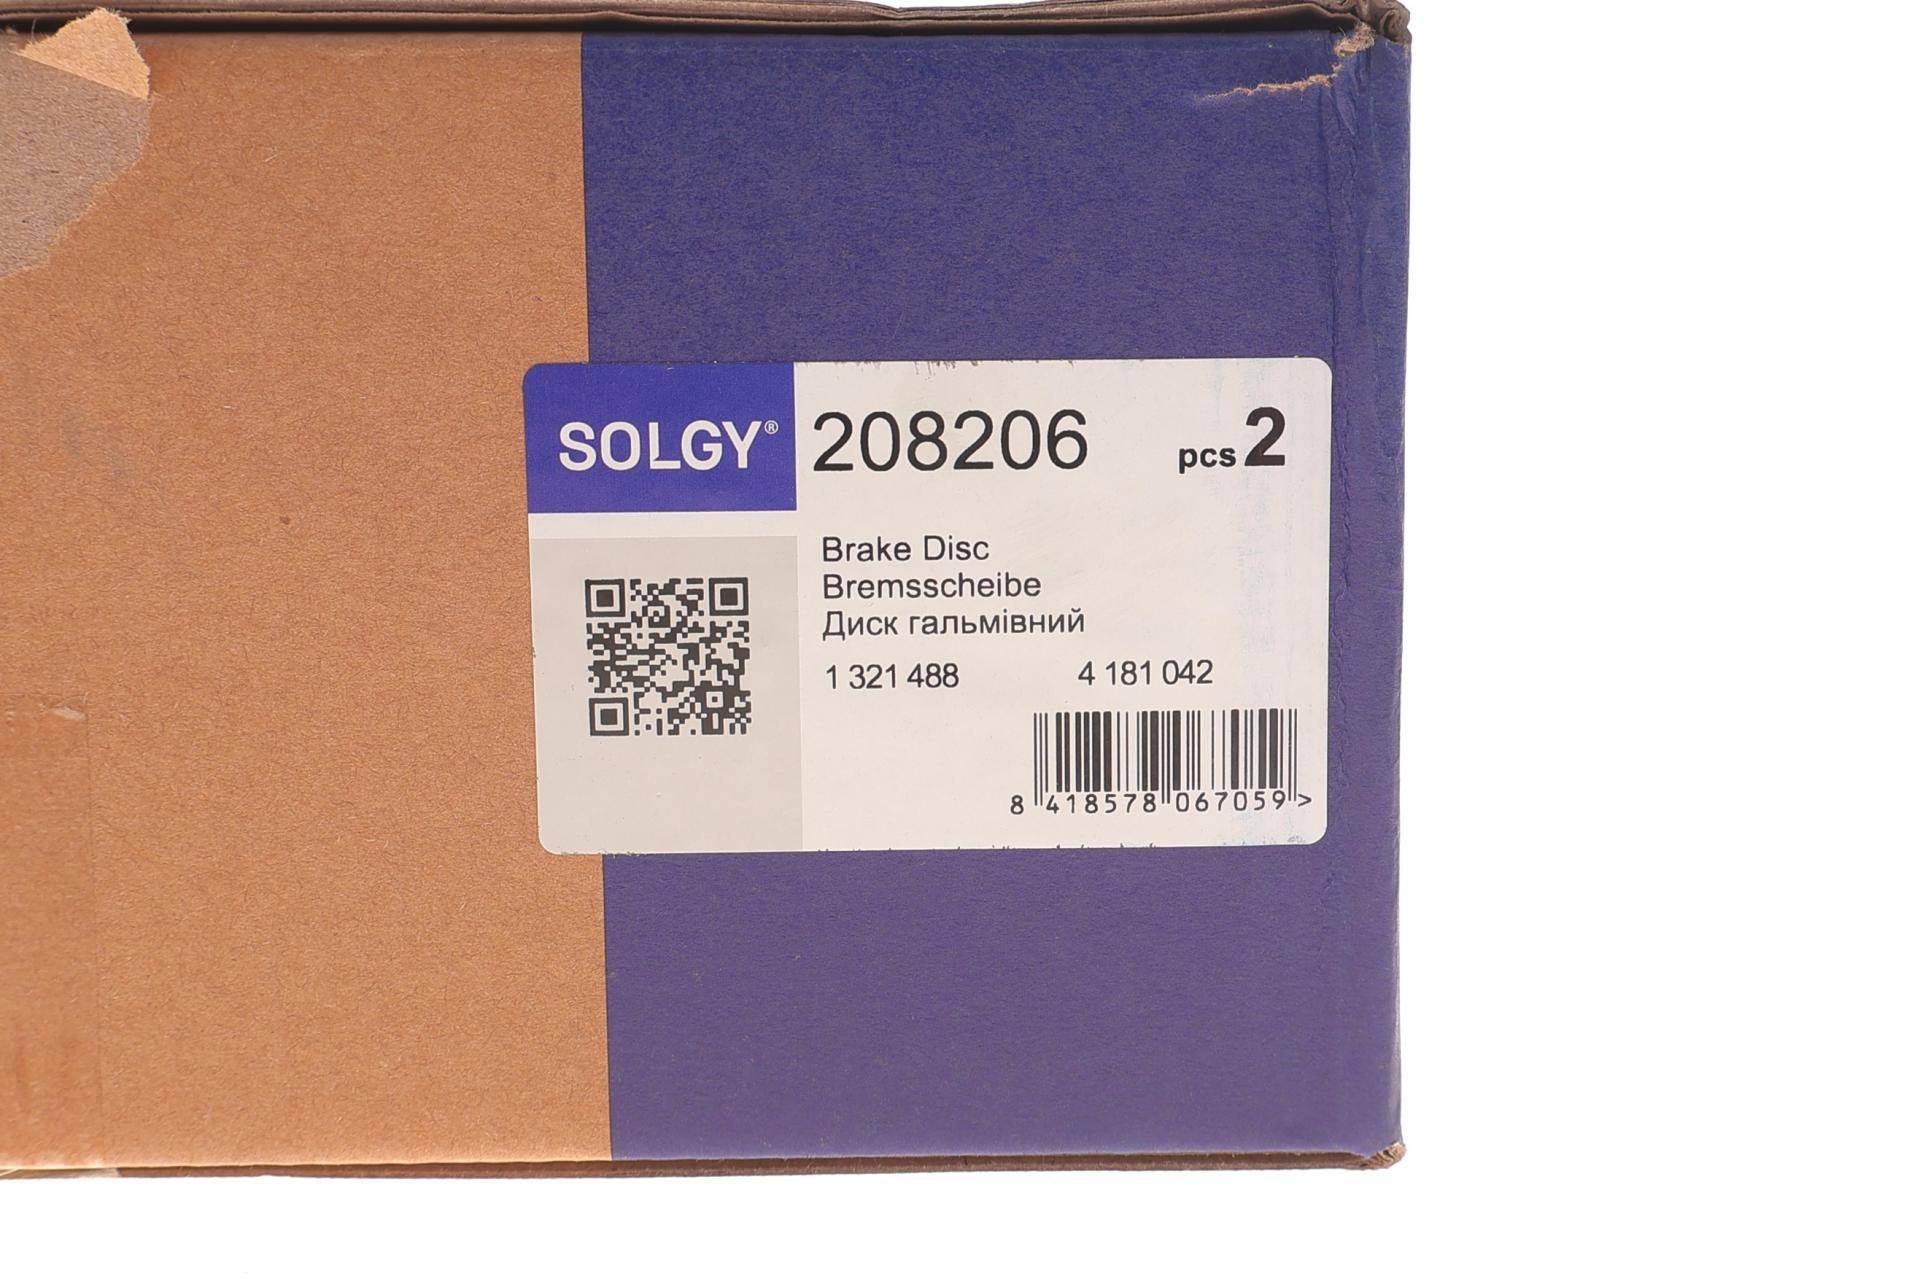 SOLGY® 208206 pcs 2
Brake Disc
Bremsscheibe
Диск гальмівний
1 321 488 4 181 042
8 418578 067059 >